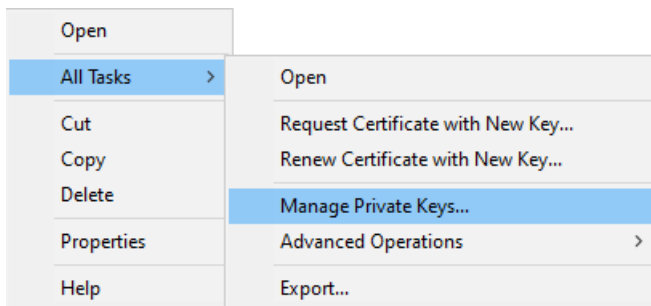 Open
All Tasks >
Cut
Copy
Delete
Properties
Help
Open
Request Certificate with New Key...
Renew Certificate with New Key...
Manage Private Keys...
Advanced Operations >
Export...